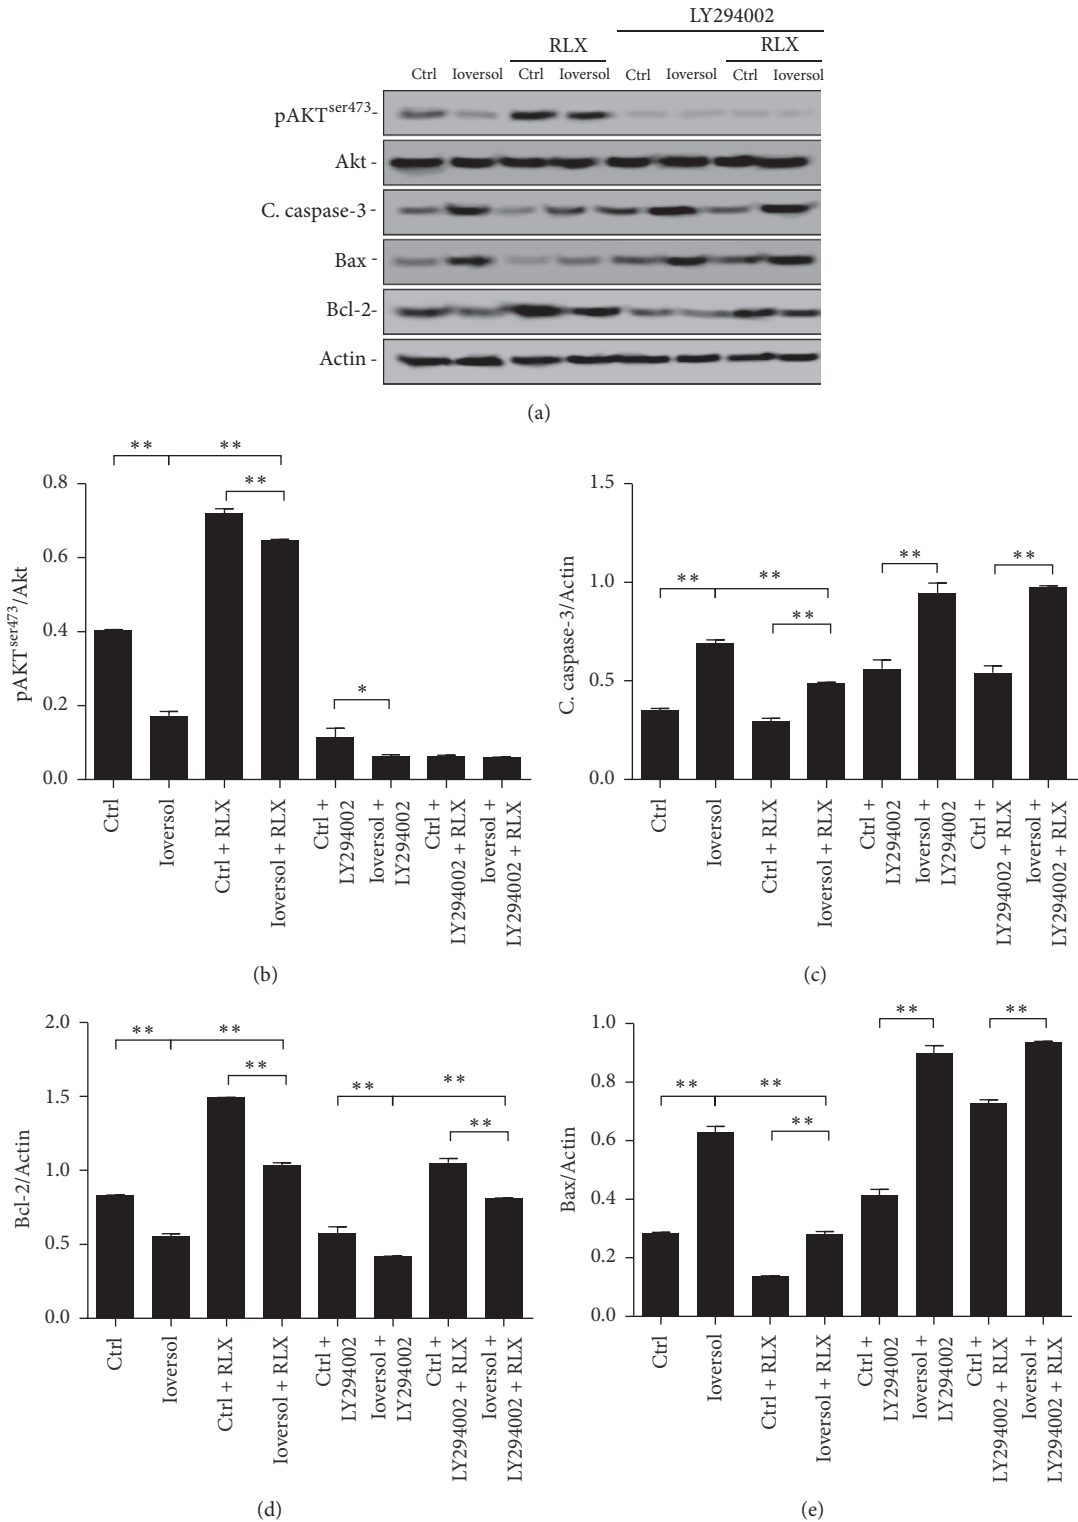 LY294002
RLX RLX
Ctrl Ioversol Ctrl Ioversol Ctrl Ioversol Ctrl Ioversol
pAKTser473-
Akt -
C. caspase-3 -
Bax -
Bcl-2-
Actin -
(a)
** **
**
*
0.8
0.6
0.4
0.2
0.0
pAKTser473/Akt
Ctrl
Ioversol
Ctrl + RLX
Ioversol + RLX
Ctrl +
LY294002
Ioversol +
LY294002
Ctrl +
LY294002 + RLX
Ioversol +
LY294002 + RLX
(b)
** **
** **
**
1.5
1.0
0.5
0.0
C. caspase-3/Actin
Ctrl
Ioversol
Ctrl + RLX
Ioversol + RLX
Ctrl +
LY294002
Ioversol +
LY294002
Ctrl +
LY294002 + RLX
Ioversol +
LY294002 + RLX
(c)
** **
** ** **
**
2.0
1.5
1.0
0.5
0.0
Bcl-2/Actin
Ctrl
Ioversol
Ctrl + RLX
Ioversol + RLX
Ctrl +
LY294002
Ioversol +
LY294002
Ctrl +
LY294002 + RLX
Ioversol +
LY294002 + RLX
(d)
** **
** **
**
1.0
0.8
0.6
0.4
0.2
0.0
Bax/Actin
Ctrl
Ioversol
Ctrl + RLX
Ioversol + RLX
Ctrl +
LY294002
Ioversol +
LY294002
Ctrl +
LY294002 + RLX
Ioversol +
LY294002 + RLX
(e)